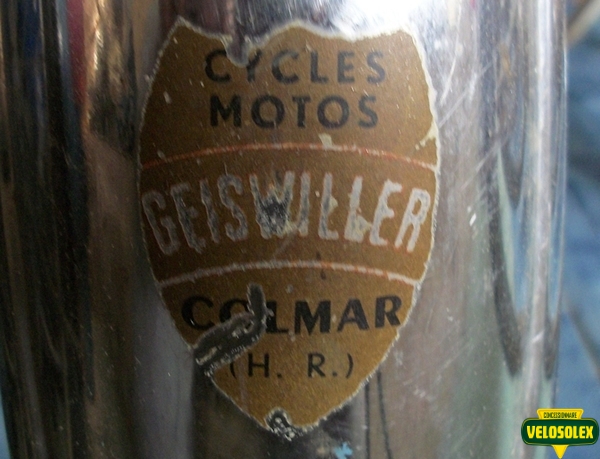 CYCLES
MOTOS
GEISWILLER
COLMAR
(H. R.)
CONCESSIONNAIRE
VELOSOLEX